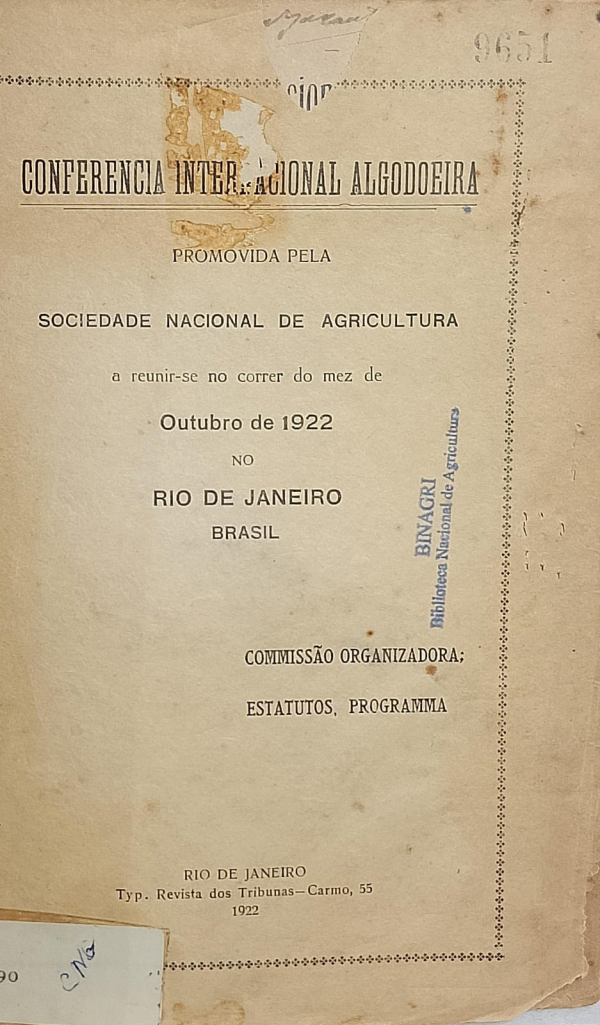 9651
CONFERENCIA INTERNACIONAL ALGODOEIRA
PROMOVIDA PELA
SOCIEDADE NACIONAL DE AGRICULTURA
a reunir-se no correr do mez de
Outubro de 1922
NO
RIO DE JANEIRO
BRASIL
BINAGRI
Biblioteca Nacional de Agricultura
COMMISSÃO ORGANIZADORA;
ESTATUTOS, PROGRAMMA
RIO DE JANEIRO
Typ. Revista dos Tribunas—Carmo, 55
1922
90